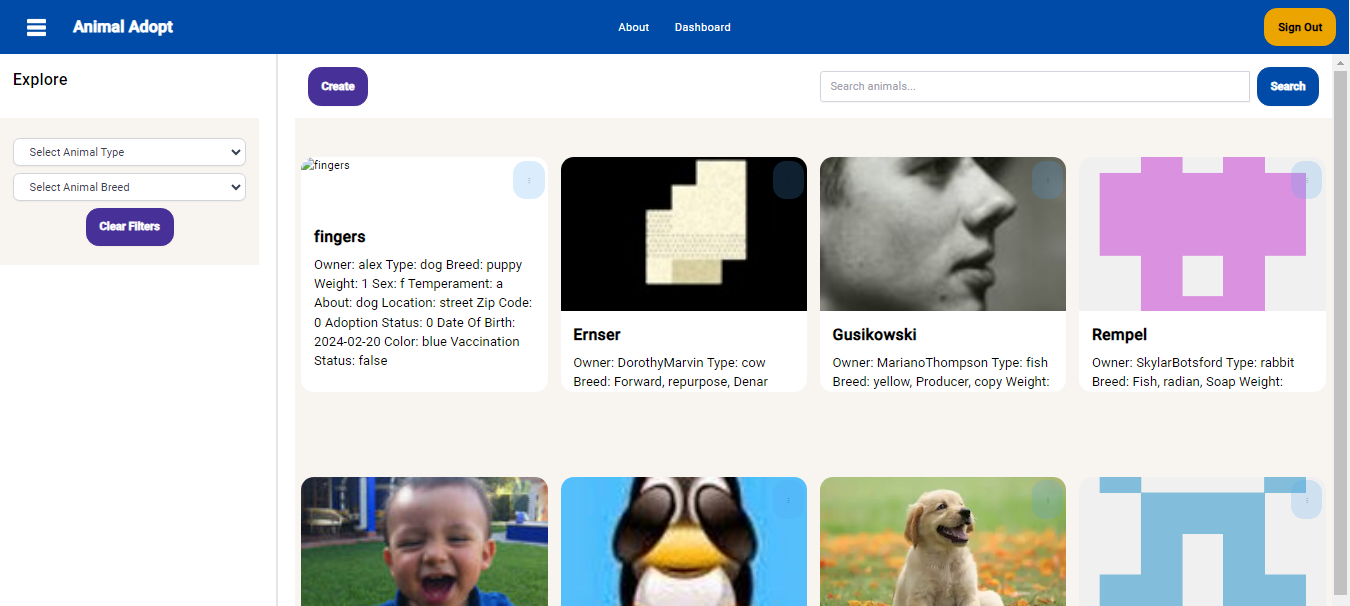 Animal Adopt
About
Dashboard
Sign Out
Explore
Create
Search animals...
Search
Select Animal Type
Select Animal Breed
Clear Filters
fingers
fingers
Owner: alex Type: dog Breed: puppy
Weight: 1 Sex: f Temperament: a
About: dog Location: street Zip Code:
0 Adoption Status: 0 Date Of Birth:
2024-02-20 Color: blue Vaccination
Status: false
Ernser
Owner: DorothyMarvin Type: cow
Breed: Forward, repurpose, Denar
Gusikowski
Owner: MarianoThompson Type: fish
Breed: yellow, Producer, copy Weight:
Rempel
Owner: SkylarBotsford Type: rabbit
Breed: Fish, radian, Soap Weight: